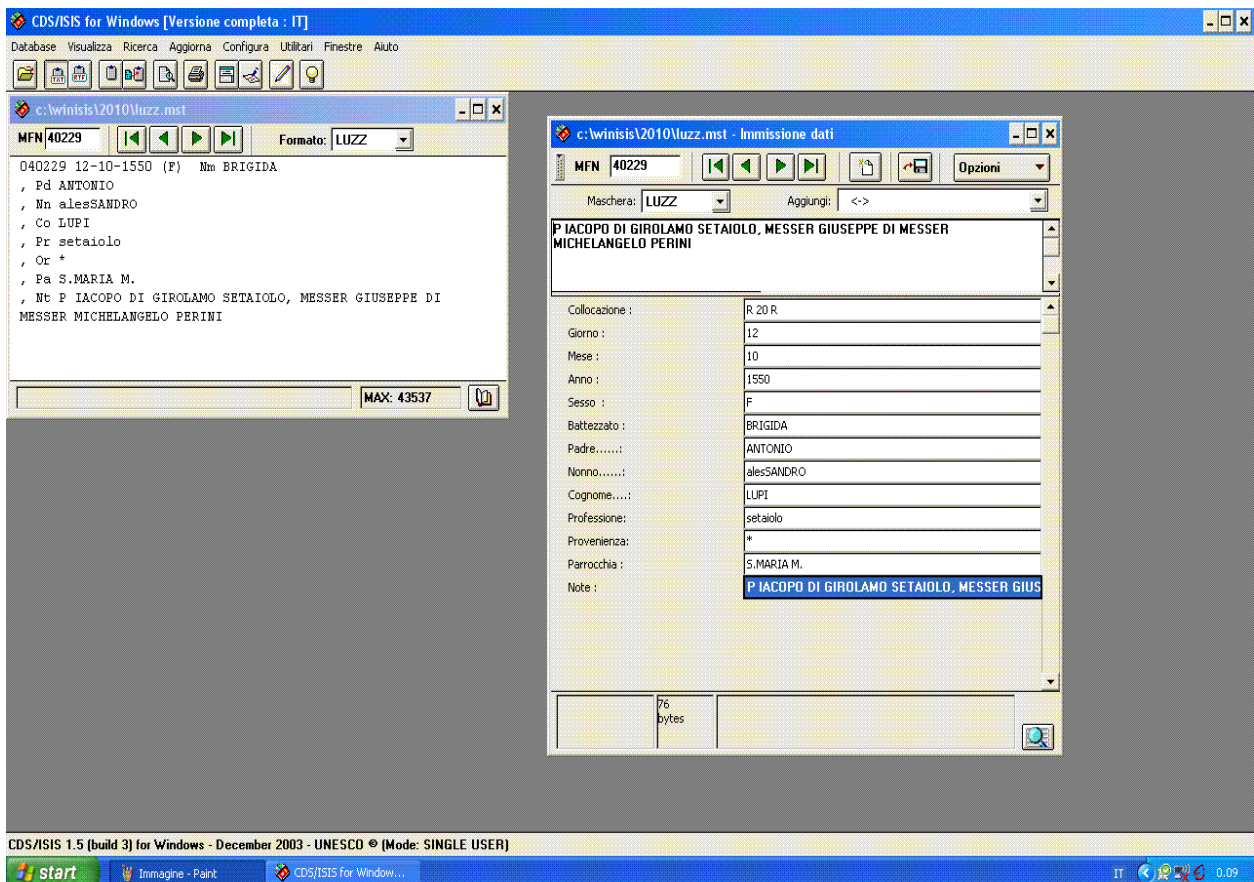 CDS/ISIS for Windows [Versione completa : IT]
Database Visualizza Ricerca Aggiorna Configura Utilitari Finestre Aiuto
TXT RTF
c:\winisis\2010\luzz.mst
MFN 40229 Formato: LUZZ
040229 12-10-1550 (F) Nm BRIGIDA
, Pd ANTONIO
, Nn alesSANDRO
, Co LUPI
, Pr setaiolo
, Or *
, Pa S.MARIA M.
, Nt P IACOPO DI GIROLAMO SETAIOLO, MESSER GIUSEPPE DI
MESSER MICHELANGELO PERINI
MAX: 43537
c:\winisis\2010\luzz.mst - Immissione dati
MFN 40229 Opzioni
Maschera: LUZZ Aggiungi: <->
P IACOPO DI GIROLAMO SETAIOLO, MESSER GIUSEPPE DI MESSER
MICHELANGELO PERINI
Collocazione : R 20 R
Giorno : 12
Mese : 10
Anno : 1550
Sesso : F
Battezzato : BRIGIDA
Padre......: ANTONIO
Nonno......: alesSANDRO
Cognome....: LUPI
Professione: setaiolo
Provenienza: *
Parrocchia : S.MARIA M.
Note : P IACOPO DI GIROLAMO SETAIOLO, MESSER GIUS
76
bytes
CDS/ISIS 1.5 (build 3) for Windows - December 2003 - UNESCO © (Mode: SINGLE USER)
start Immagine - Paint CDS/ISIS for Window... IT 0.09